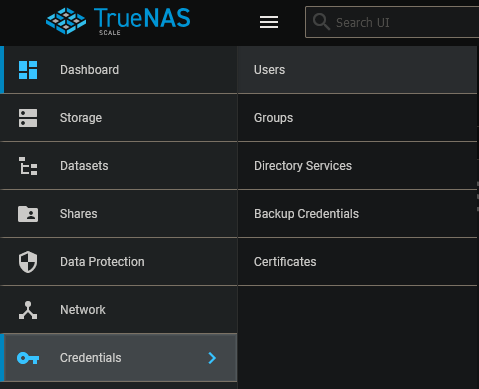 TrueNAS
SCALE
Search UI
Dashboard
Storage
Datasets
Shares
Data Protection
Network
Credentials
Users
Groups
Directory Services
Backup Credentials
Certificates